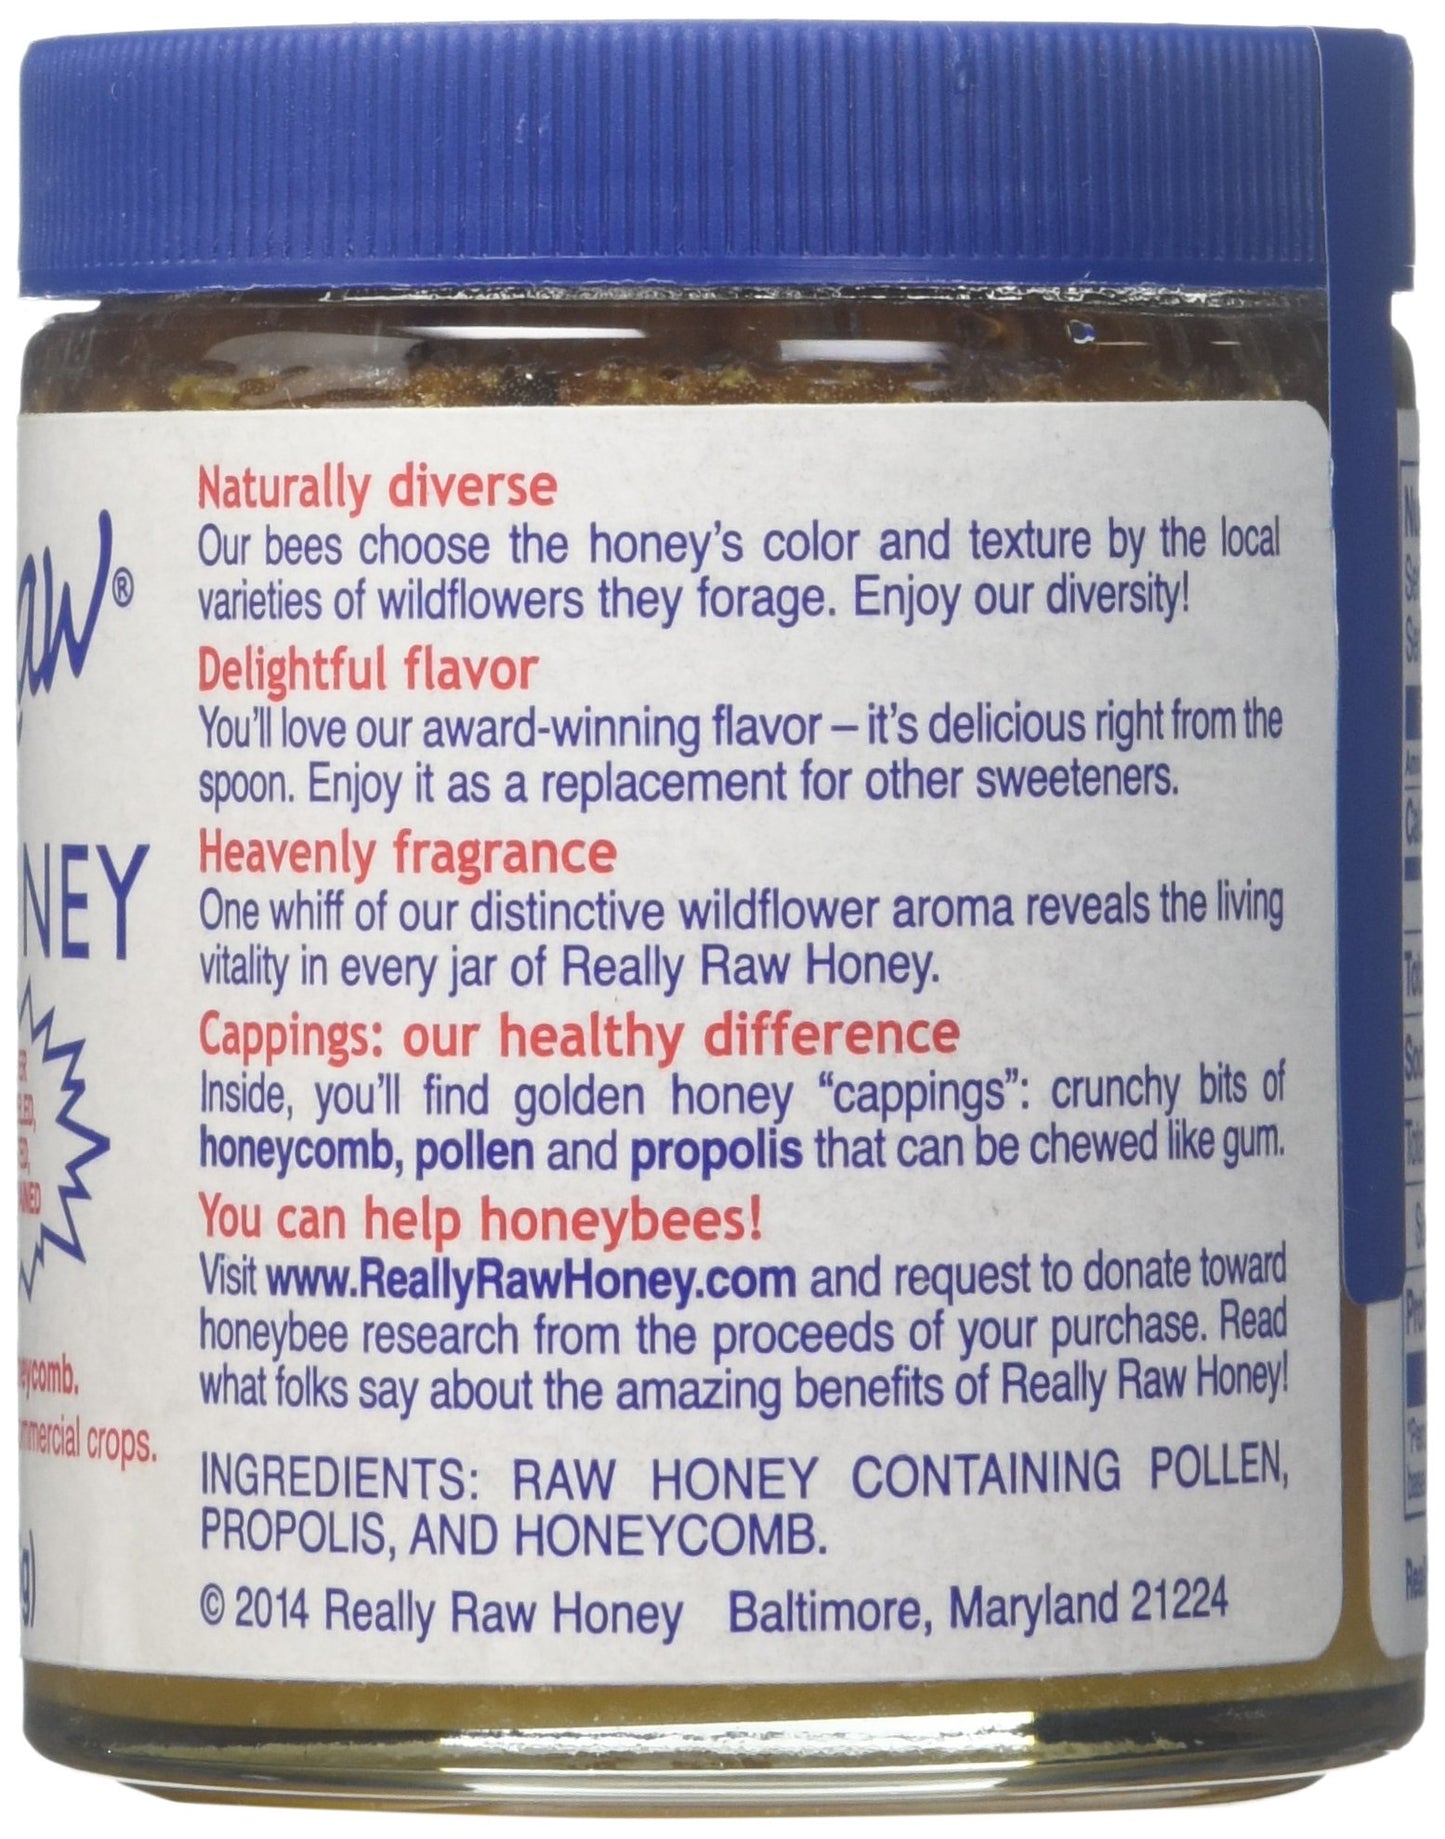 ®
NEY
eycomb.
mmercial crops.
g)
Naturally diverse
Our bees choose the honey's color and texture by the local
varieties of wildflowers they forage. Enjoy our diversity!
Delightful flavor
You'll love our award-winning flavor – it's delicious right from the
spoon. Enjoy it as a replacement for other sweeteners.
Heavenly fragrance
One whiff of our distinctive wildflower aroma reveals the living
vitality in every jar of Really Raw Honey.
Cappings: our healthy difference
Inside, you'll find golden honey “cappings”: crunchy bits of
honeycomb, pollen and propolis that can be chewed like gum.
You can help honeybees!
Visit www.ReallyRawHoney.com and request to donate toward
honeybee research from the proceeds of your purchase. Read
what folks say about the amazing benefits of Really Raw Honey!
INGREDIENTS: RAW HONEY CONTAINING POLLEN,
PROPOLIS, AND HONEYCOMB.
© 2014 Really Raw Honey Baltimore, Maryland 21224